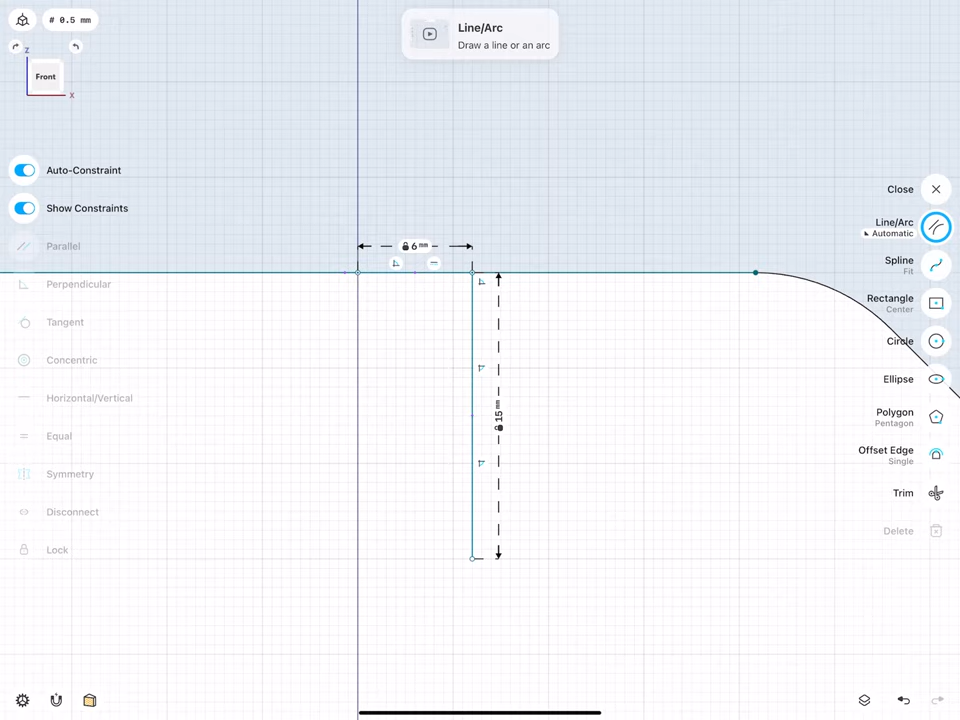 # 0.5 mm
Line/Arc
Draw a line or an arc
Z
Front
X
Auto-Constraint
Show Constraints
Parallel
Perpendicular
Tangent
Concentric
Horizontal/Vertical
Equal
Symmetry
Disconnect
Lock
6 mm
15 mm
Close
Line/Arc
Automatic
Spline
Fit
Rectangle
Center
Circle
Ellipse
Polygon
Pentagon
Offset Edge
Single
Trim
Delete